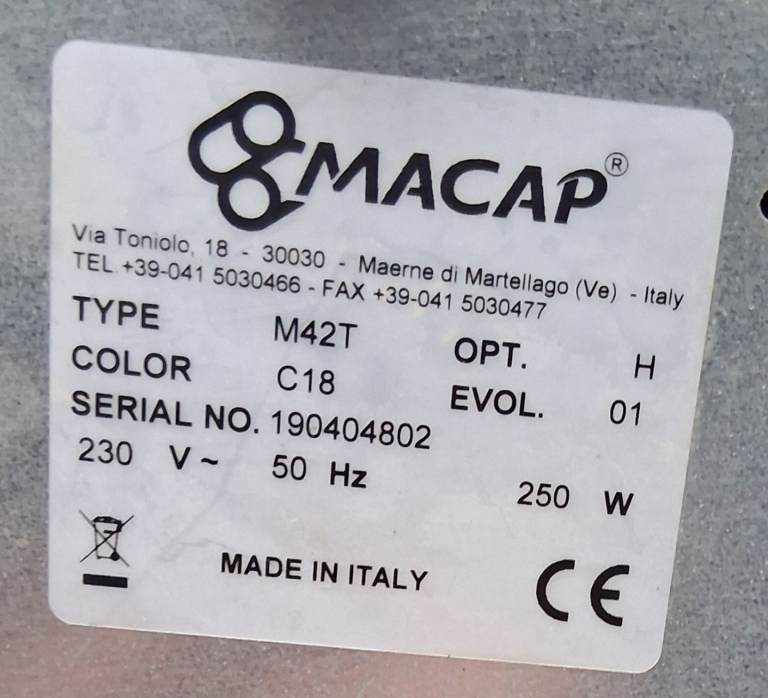 MACAP®
Via Toniolo, 18 - 30030 - Maerne di Martellago (Ve) - Italy
TEL +39-041 5030466 - FAX +39-041 5030477
TYPE M42T OPT. H
COLOR C18 EVOL. 01
SERIAL NO. 190404802
230 V~ 50 Hz 250 W
MADE IN ITALY CE